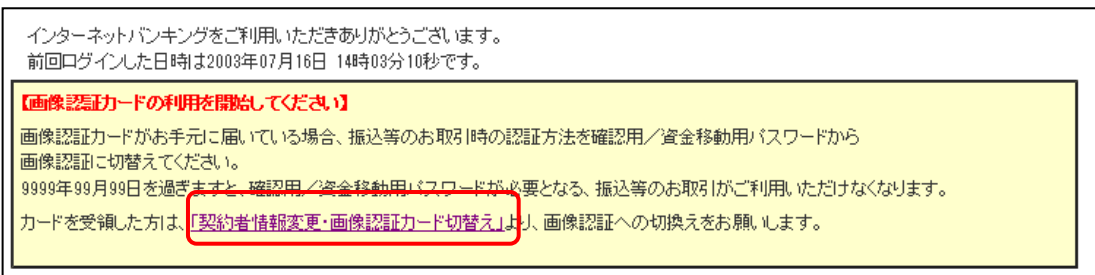 インターネットバンキングをご利用いただきありがとうございます。
前回ログインした日時は2003年07月16日 14時03分10秒です。
【画像認証カードの利用を開始してください】
画像認証カードがお手元に届いている場合、振込等のお取引時の認証方法を確認用／資金移動用パスワードから
画像認証に切替えてください。
9999年99月99日を過ぎますと、確認用／資金移動用パスワードが必要となる、振込等のお取引がご利用いただけなくなります。
カードを受領した方は、「契約者情報変更・画像認証カード切替え」より、画像認証への切換えをお願いします。